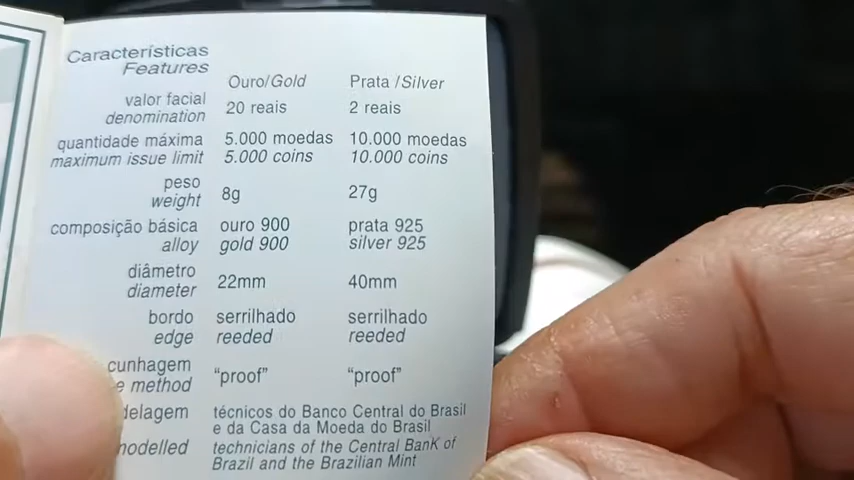 Características
Features
Ouro/Gold Prata /Silver
valor facial
denomination 20 reais 2 reais
quantidade máxima 5.000 moedas 10.000 moedas
maximum issue limit 5.000 coins 10.000 coins
peso
weight 8g 27g
composição básica ouro 900 prata 925
alloy gold 900 silver 925
diâmetro
diameter 22mm 40mm
bordo serrilhado serrilhado
edge reeded reeded
cunhagem
method "proof" "proof"
técnicos do Banco Central do Brasil
e da Casa da Moeda do Brasil
technicians of the Central BanK of
Brazil and the Brazilian Mint